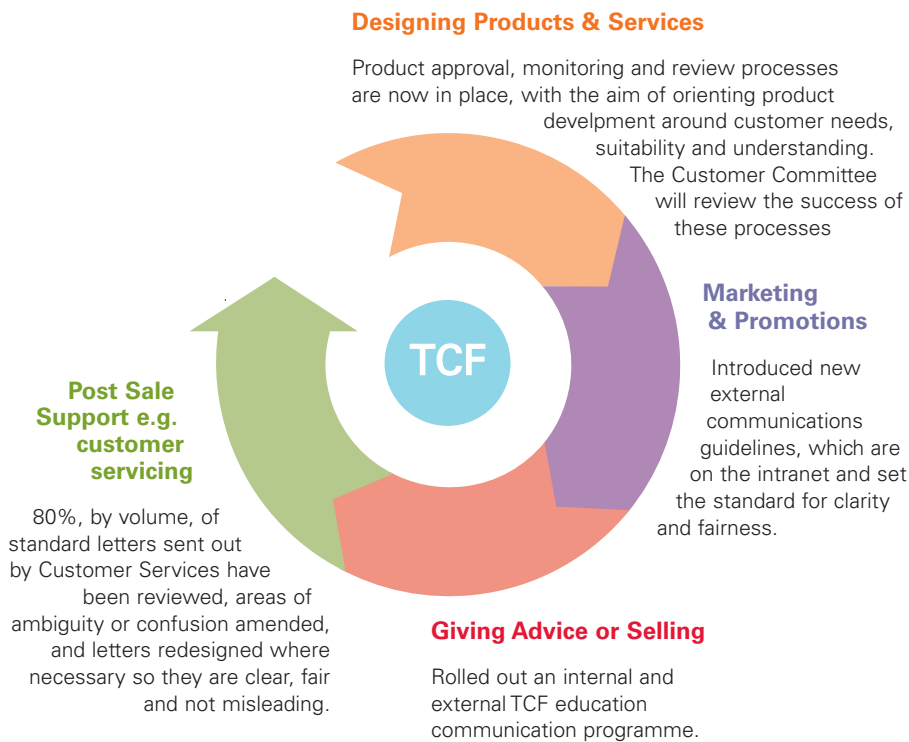 Designing Products & Services
Product approval, monitoring and review processes
are now in place, with the aim of orienting product
develpment around customer needs,
suitability and understanding.
The Customer Committee
will review the success of
these processes
Marketing
& Promotions
Introduced new
external
communications
guidelines, which are
on the intranet and set
the standard for clarity
and fairness.
TCF
Giving Advice or Selling
Rolled out an internal and
external TCF education
communication programme.
Post Sale
Support e.g.
customer
servicing
80%, by volume, of
standard letters sent out
by Customer Services have
been reviewed, areas of
ambiguity or confusion amended,
and letters redesigned where
necessary so they are clear, fair
and not misleading.